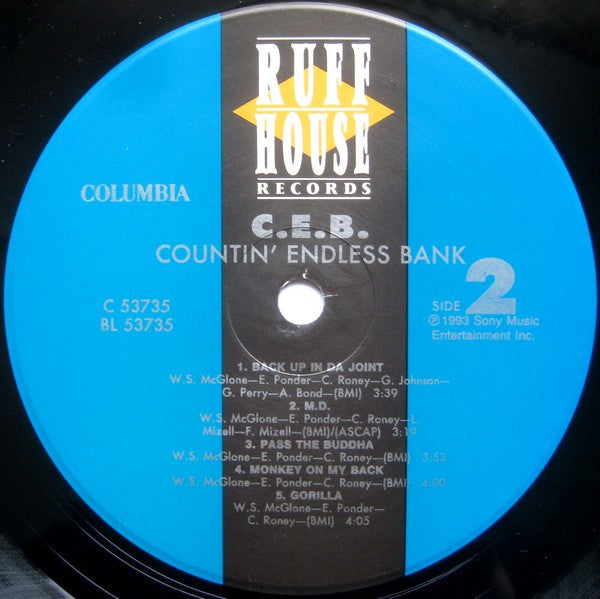 RUFF
HOUSE
RECORDS
COLUMBIA
C.E.B.
COUNTIN' ENDLESS BANK
C 53735
BL 53735
SIDE 2
℗1993 Sony Music
Entertainment Inc.
1. BACK UP IN DA JOINT
W.S. McGlone—E. Ponder—C. Roney—G. Johnson—
G. Perry—A. Bond—(BMI) 3:39
2. M.D.
W.S. McGlone—E. Ponder—C. Roney—L.
Mizell—F. Mizell—(BMI)/(ASCAP) 3:19
3. PASS THE BUDDHA
W.S. McGlone—E. Ponder—C. Roney—(BMI) 3:53
4. MONKEY ON MY BACK
W.S. McGlone—E. Ponder—C. Roney—(BMI) 4:00
5. GORILLA
W.S. McGlone—E. Ponder—
C. Roney—(BMI) 4:05